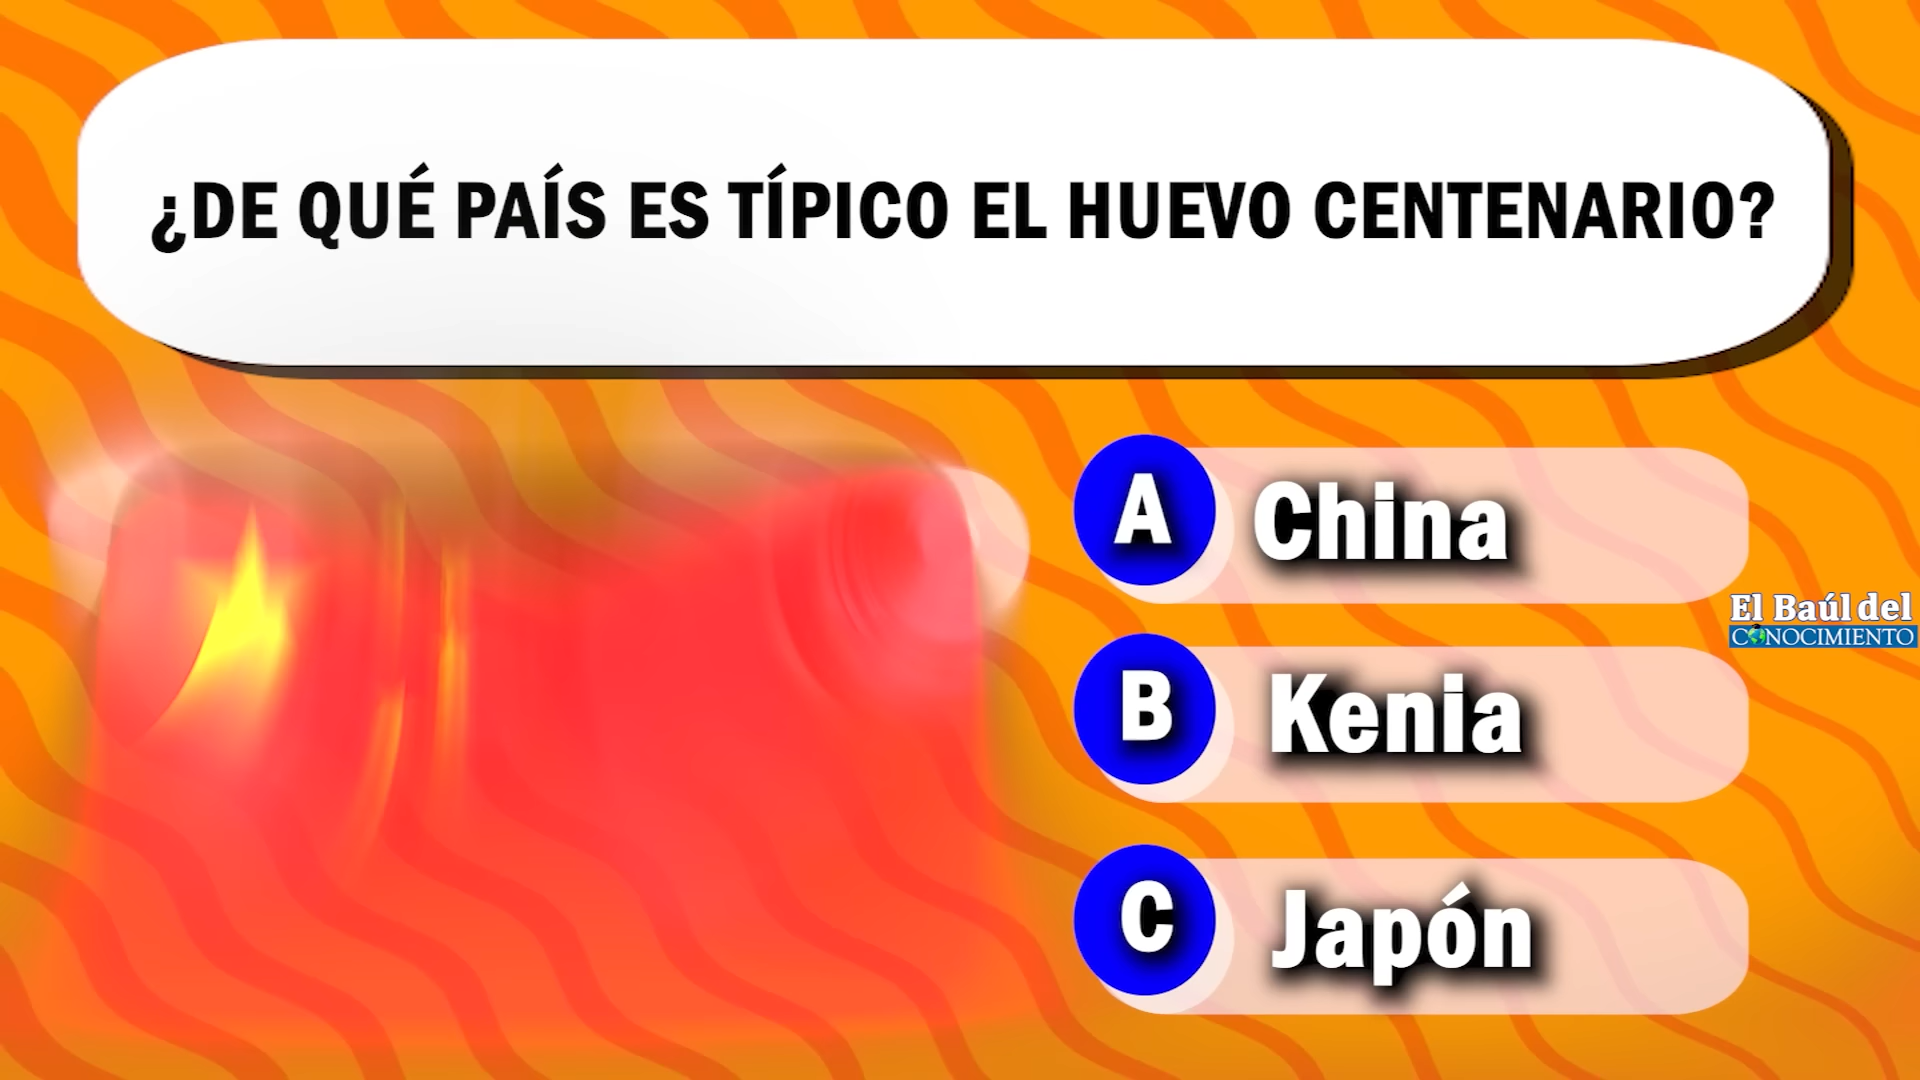 ¿DE QUÉ PAÍS ES TÍPICO EL HUEVO CENTENARIO?
A China
El Baúl del
CONOCIMIENTO
B Kenia
C Japón